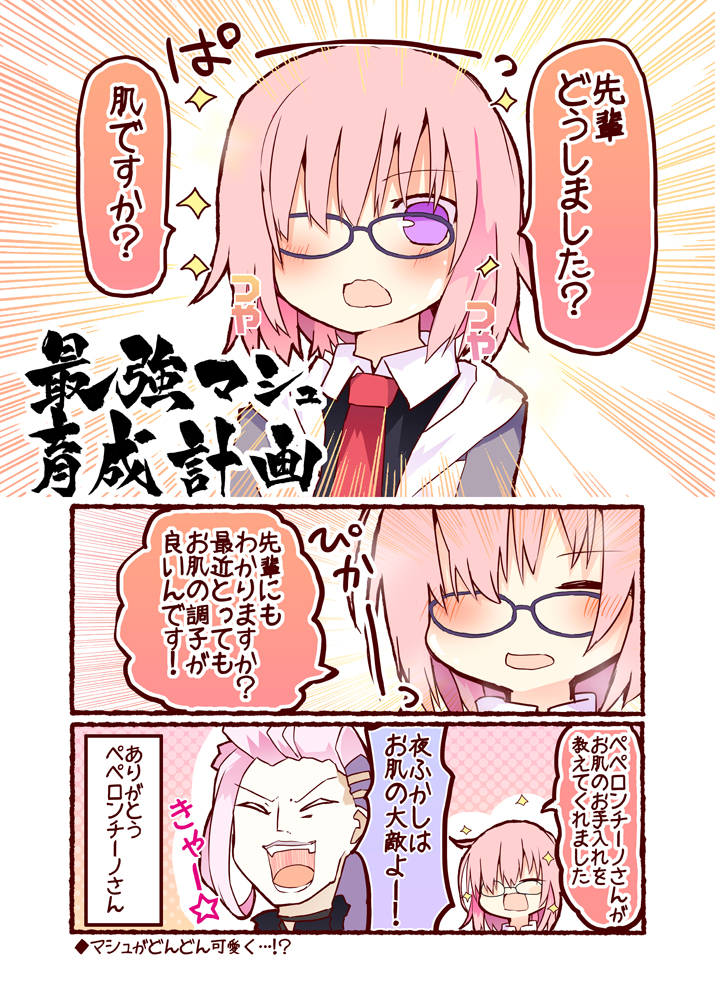 先輩
どうしました?
ぱーっ
肌ですか?
つや
つや
最強マシュ
育成計画
ぴかーっ
先輩にも
わかりますか?
最近とっても
お肌の調子が
良いんです!
ペペロンチーノさんが
お肌のお手入れを
教えてくれました
夜ふかしは
お肌の大敵よー!
きゃー☆
ありがとう
ペペロンチーノさん
◆マシュがどんどん可愛く…!?